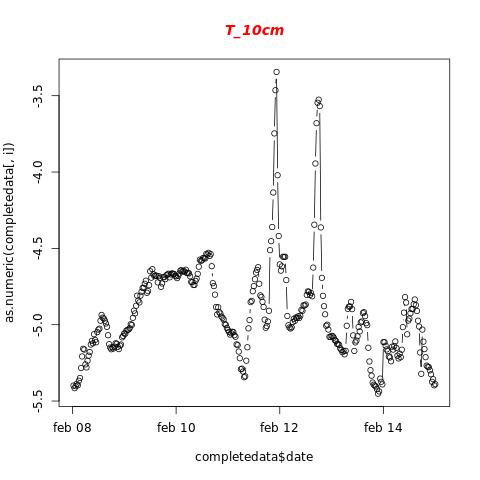 T_10cm
as.numeric(completedata[, i])
-3.5
-4.0
-4.5
-5.0
-5.5
feb 08 feb 10 feb 12 feb 14
completedata$date